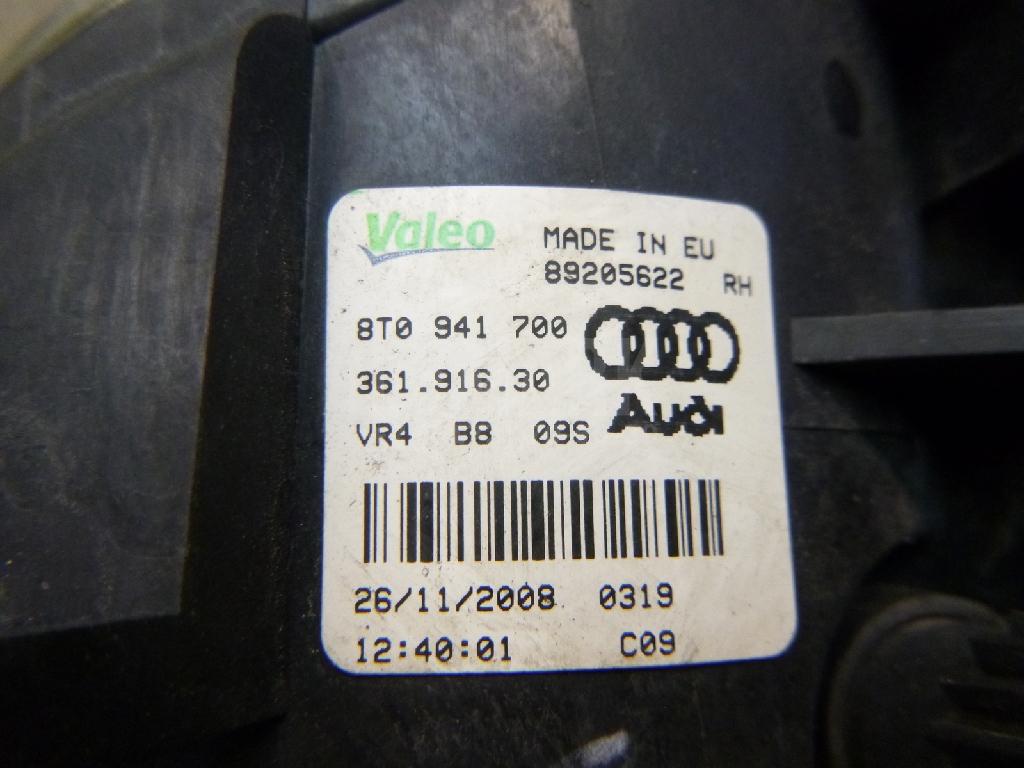 Valeo
MADE IN EU
89205622 RH
8T0 941 700
361.916.30
VR4 B8 09S
Audi
26/11/2008 0319
12:40:01 C09